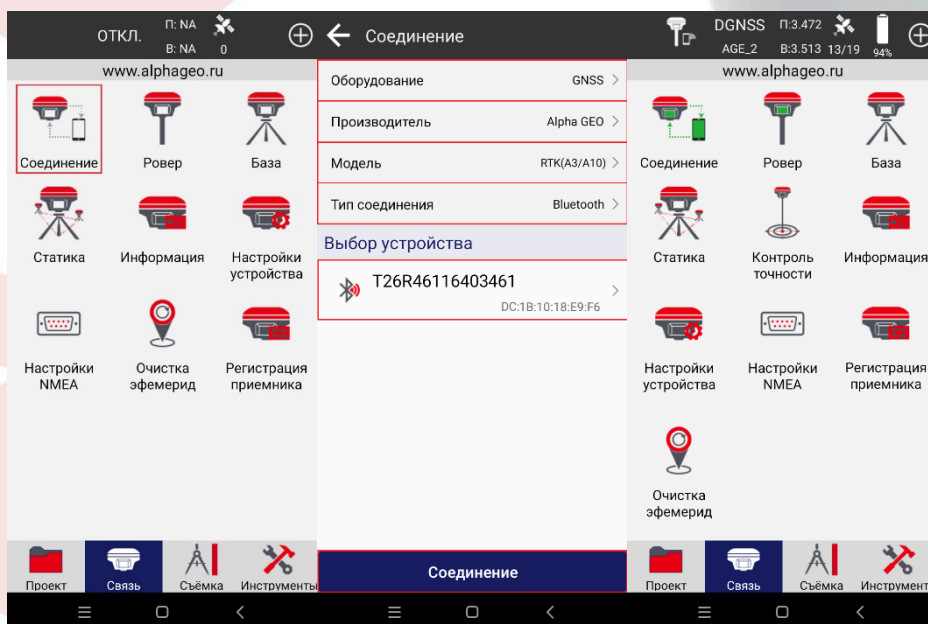 ОТКЛ.
П: NA
В: NA
0
www.alphageo.ru
Соединение
Ровер
База
Статика
Информация
Настройки
устройства
Настройки
NMEA
Очистка
эфемерид
Регистрация
приемника
Проект
Связь
Съёмка
Инструменты
Соединение
Оборудование
GNSS
Производитель
Alpha GEO
Модель
RTK(A3/A10)
Тип соединения
Bluetooth
Выбор устройства
T26R46116403461
DC:1B:10:18:E9:F6
Соединение
DGNSS
П:3.472
AGE_2
В:3.513
13/19
94%
www.alphageo.ru
Соединение
Ровер
База
Статика
Контроль
точности
Информация
Настройки
устройства
Настройки
NMEA
Регистрация
приемника
Очистка
эфемерид
Проект
Связь
Съёмка
Инструмент